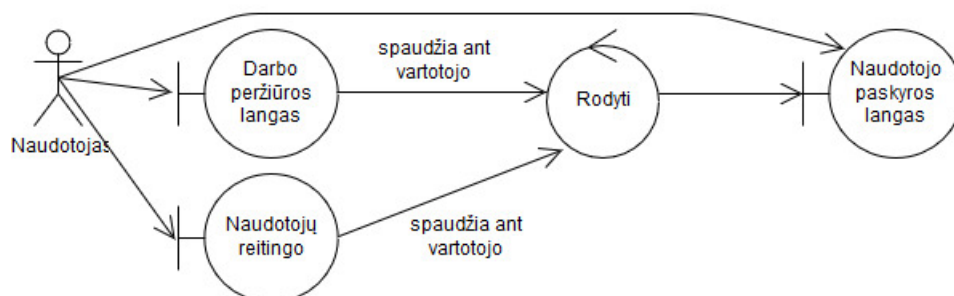 Naudotojas
Darbo
peržiūros
langas
spaudžia ant
vartotojo
Rodyti
Naudotojo
paskyros
langas
Naudotojų
reitingo
spaudžia ant
vartotojo